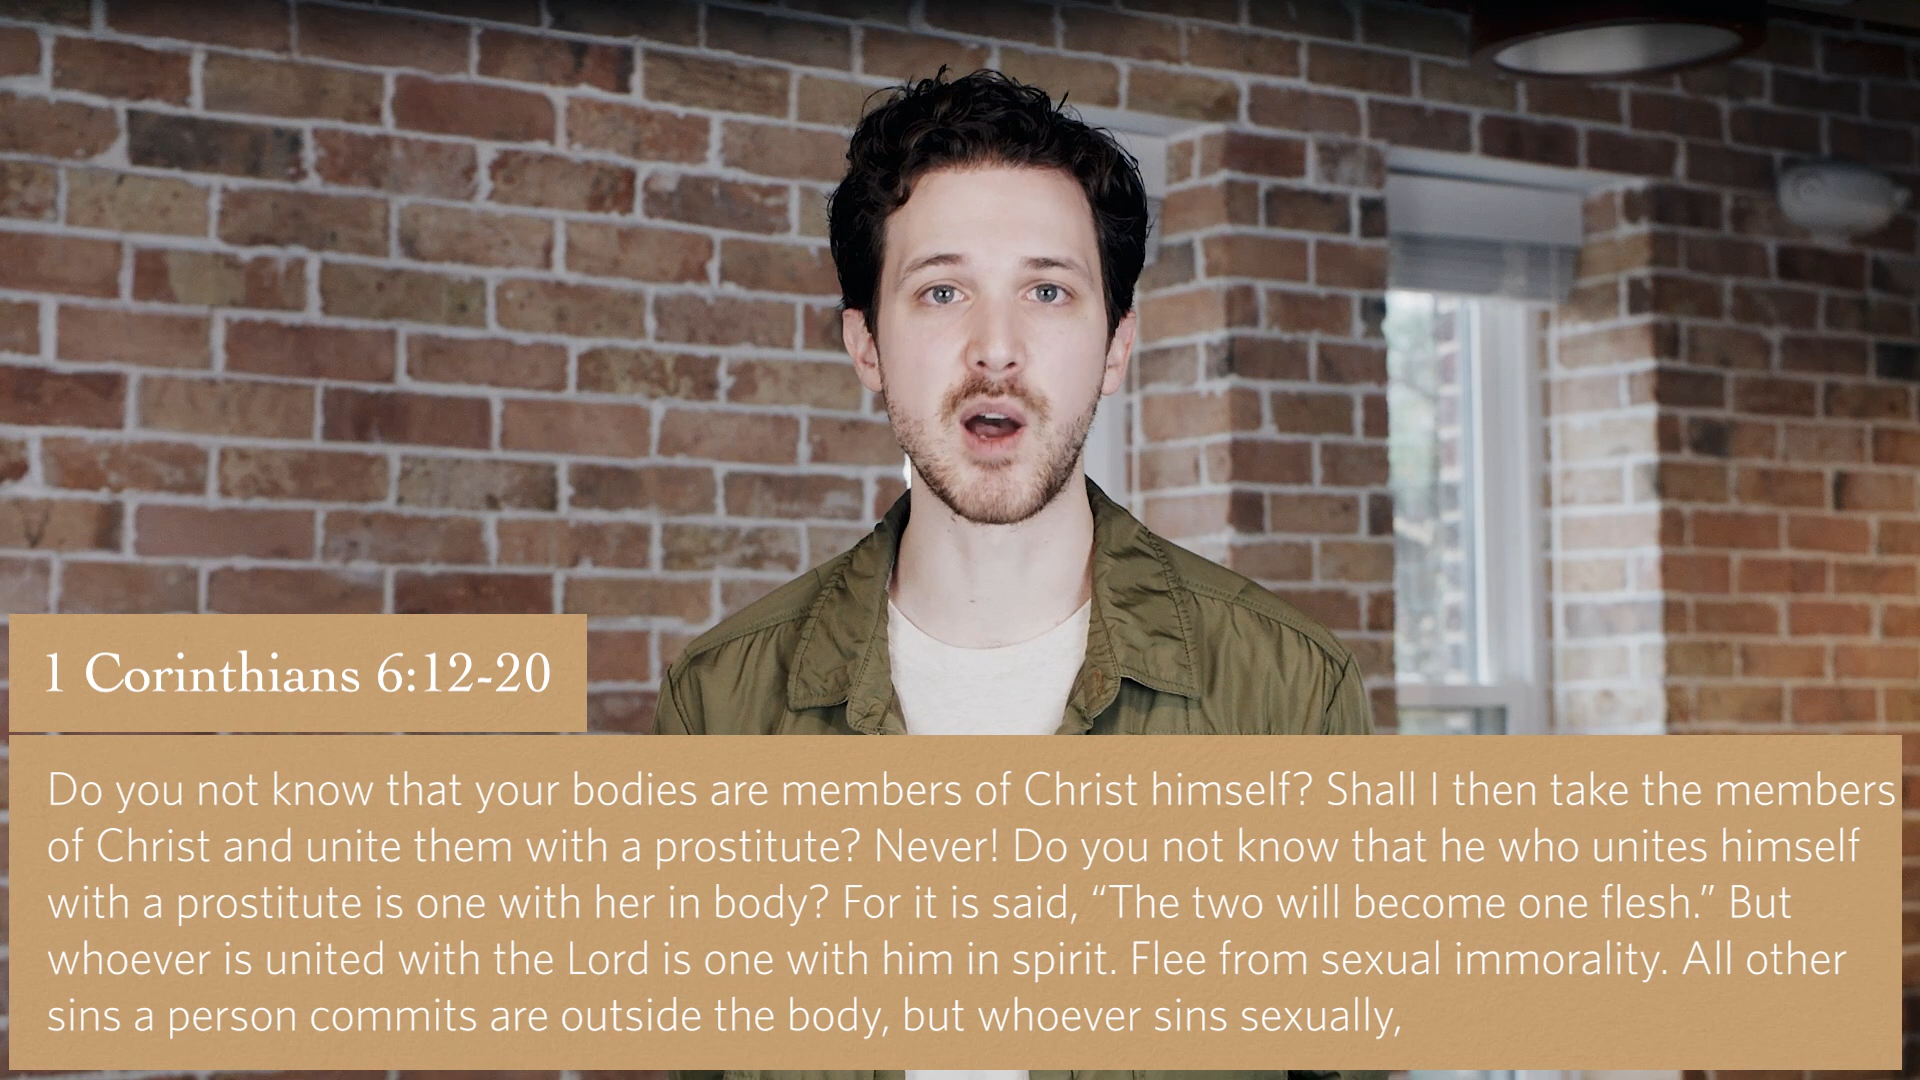 1 Corinthians 6:12-20
Do you not know that your bodies are members of Christ himself? Shall I then take the members
of Christ and unite them with a prostitute? Never! Do you not know that he who unites himself
with a prostitute is one with her in body? For it is said, “The two will become one flesh.” But
whoever is united with the Lord is one with him in spirit. Flee from sexual immorality. All other
sins a person commits are outside the body, but whoever sins sexually,